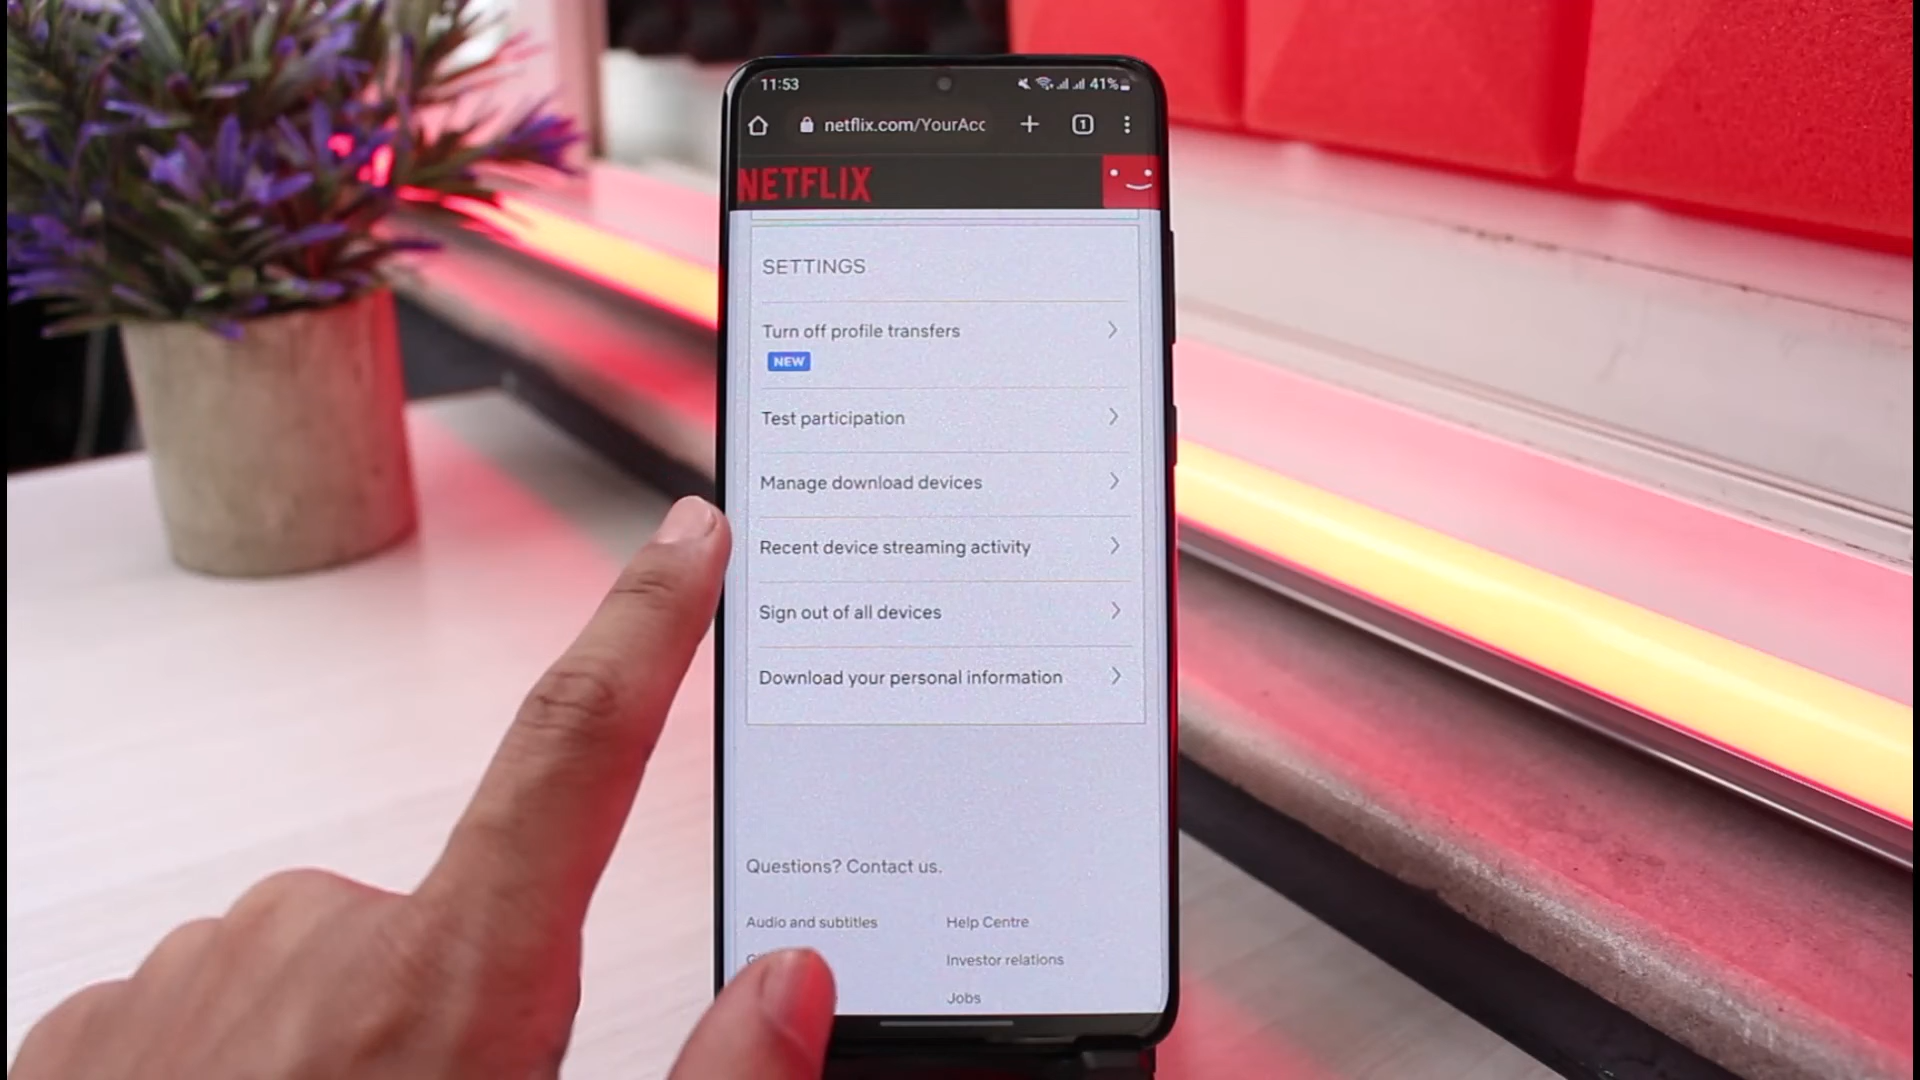 11:53
41%
netflix.com/YourAcc
1
NETFLIX
SETTINGS
Turn off profile transfers
NEW
Test participation
Manage download devices
Recent device streaming activity
Sign out of all devices
Download your personal information
Questions? Contact us.
Audio and subtitles
Help Centre
Investor relations
Jobs